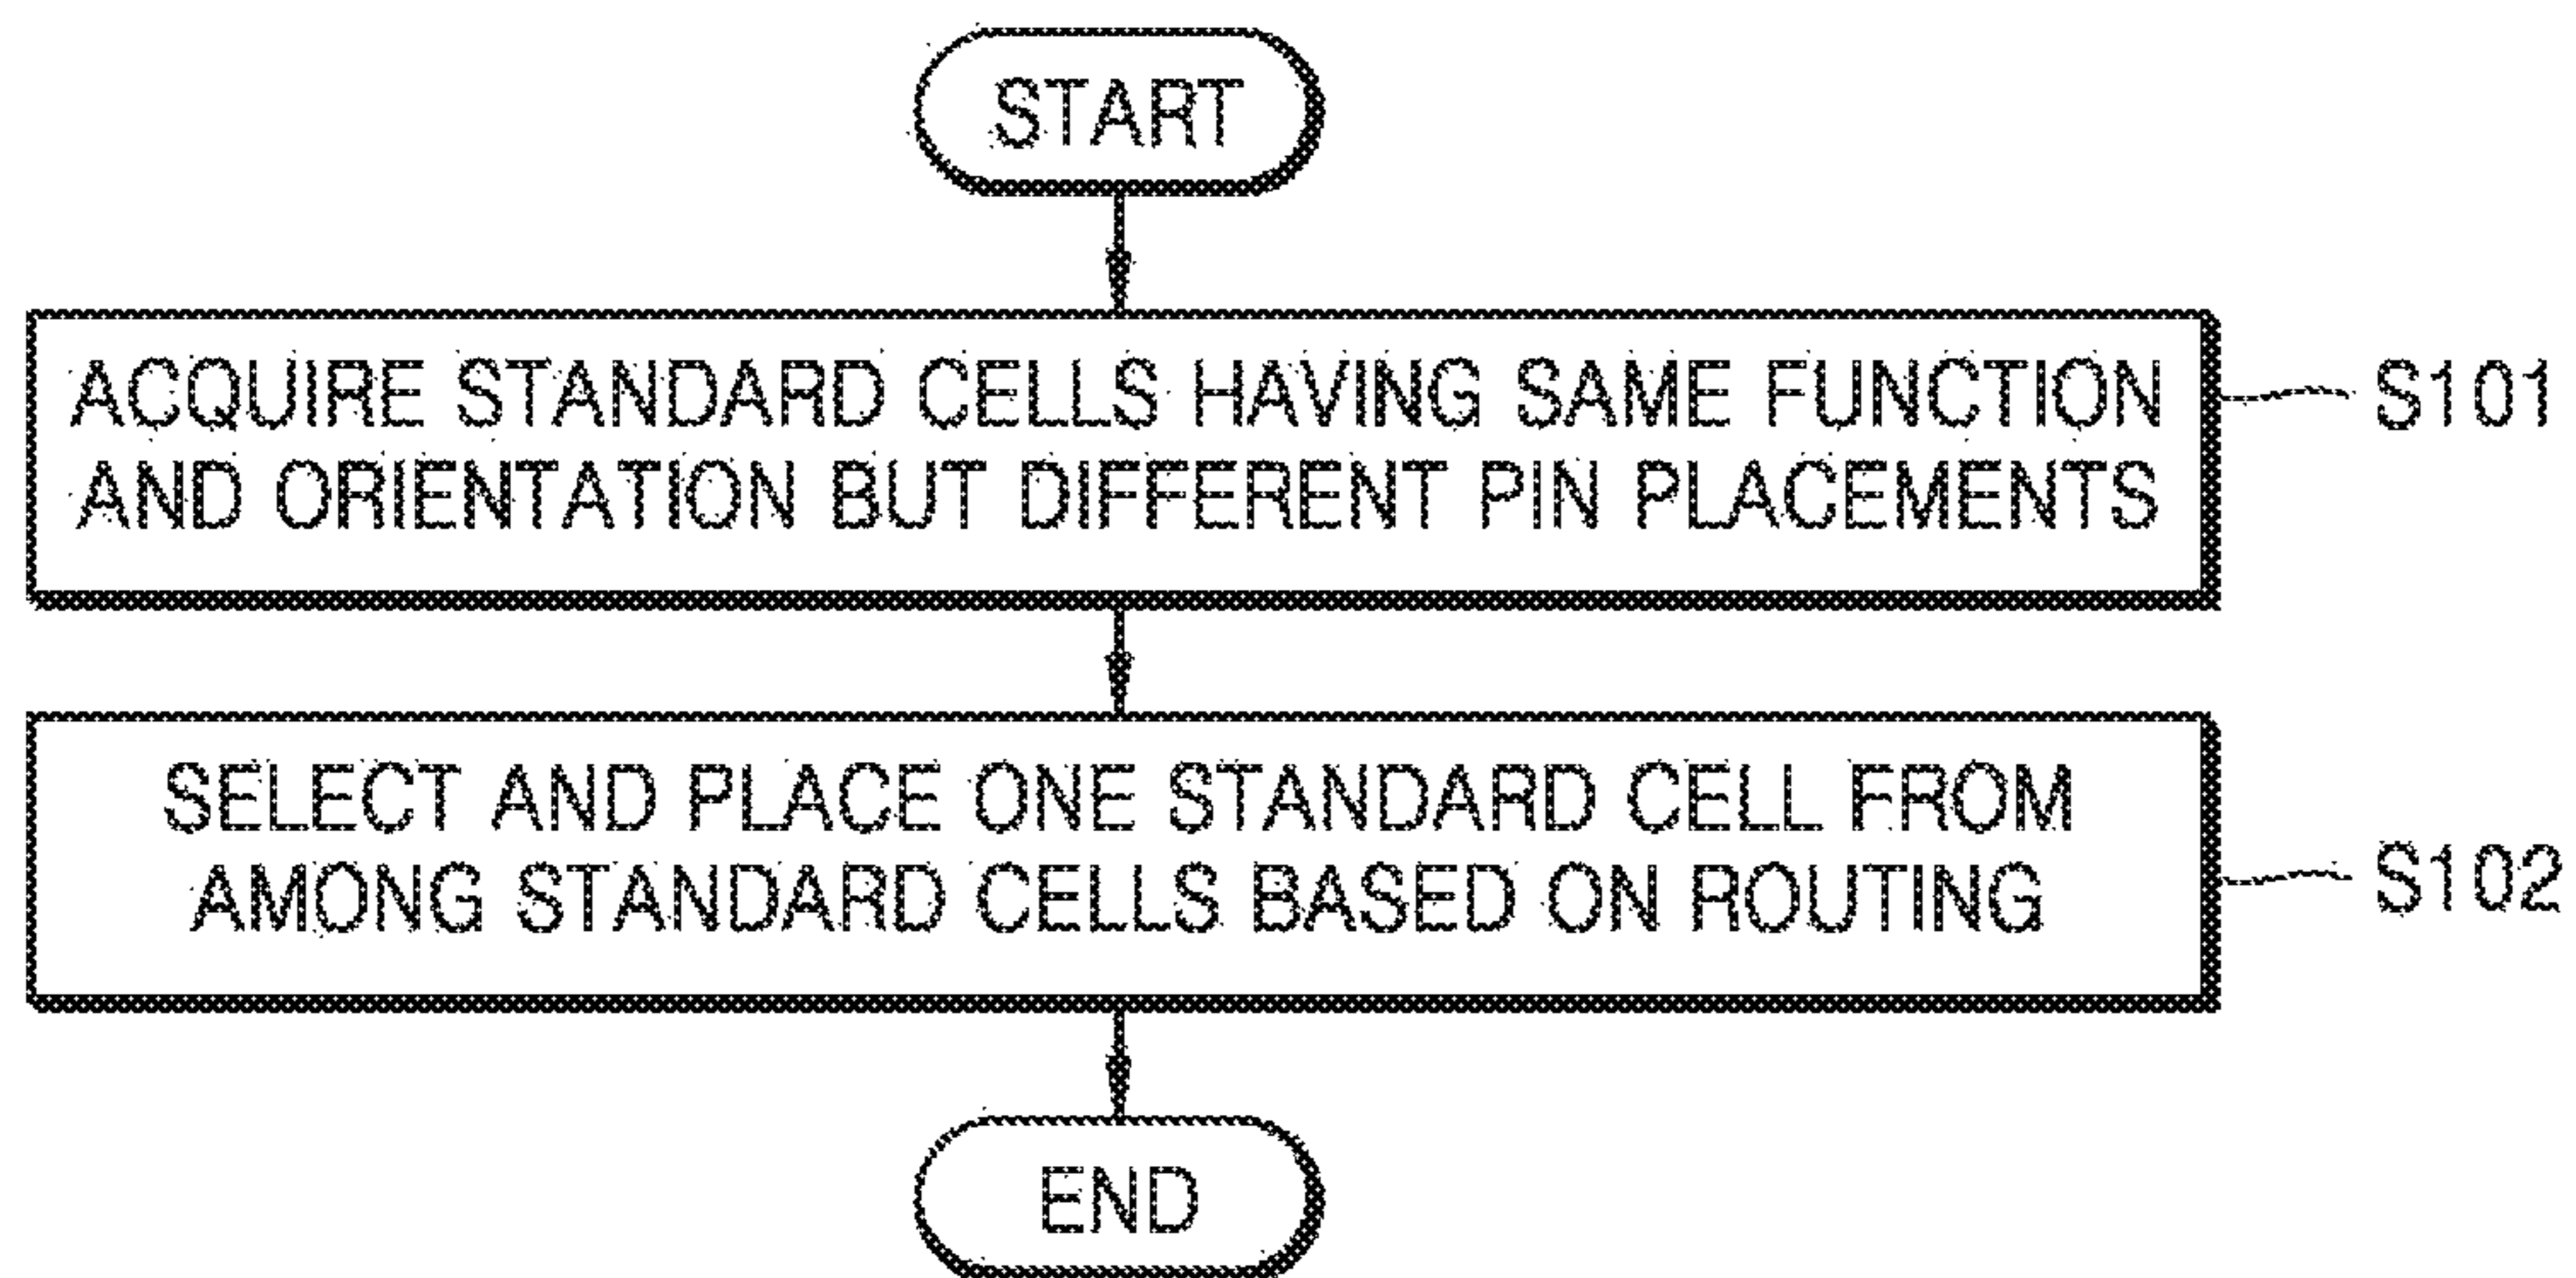 START
ACQUIRE STANDARD CELLS HAVING SAME FUNCTION
AND ORIENTATION BUT DIFFERENT PIN PLACEMENTS
S101
SELECT AND PLACE ONE STANDARD CELL FROM
AMONG STANDARD CELLS BASED ON ROUTING
S102
END